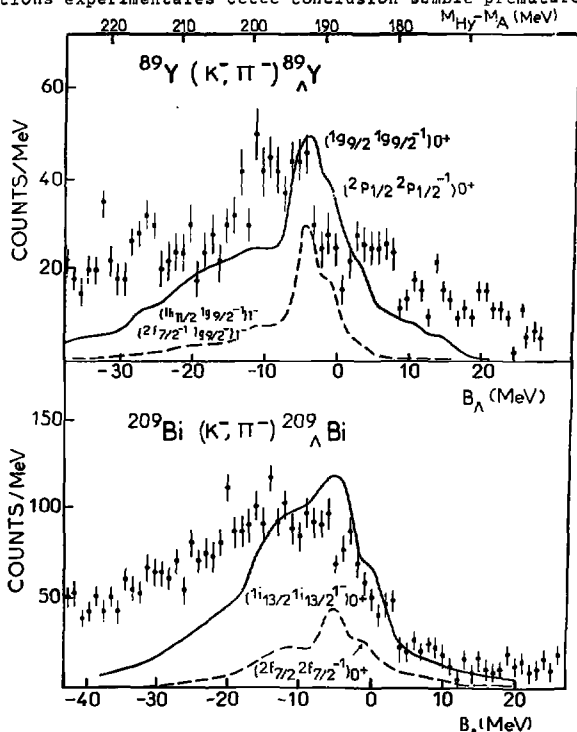 tions expérimentales cette conclusion semble prématuré
M_Hy-M_A (MeV)
220 210 200 190 180
⁸⁹Y (K⁻, Π⁻) ⁸⁹_ΛY
60
40
20
COUNTS/MeV
(1g9/2 1g9/2⁻¹)0+
(2p1/2 2p1/2⁻¹)0+
(1h11/2 1g9/2⁻¹)1⁻
(2f7/2⁻¹ 1g9/2⁻¹)1⁻
-30 -20 -10 0 10 20
B_Λ (MeV)
²⁰⁹Bi (K⁻, Π⁻) ²⁰⁹_ΛBi
150
100
50
COUNTS/MeV
(1i13/2 1i13/2 1⁻)0+
(2f7/2 2f7/2⁻¹)0+
-40 -30 -20 -10 0 10 20
B_Λ (MeV)